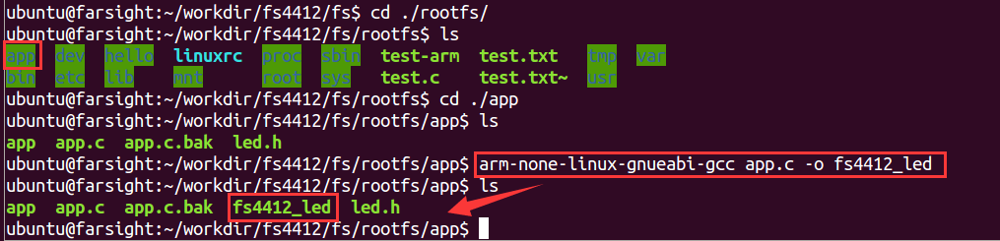 ubuntu@farsight:~/workdir/fs4412/fs$ cd ./rootfs/
ubuntu@farsight:~/workdir/fs4412/fs/rootfs$ ls
app dev hello linuxrc proc sbin test-arm test.txt tmp var
bin etc lib mnt root sys test.c test.txt~ usr
ubuntu@farsight:~/workdir/fs4412/fs/rootfs$ cd ./app
ubuntu@farsight:~/workdir/fs4412/fs/rootfs/app$ ls
app app.c app.c.bak led.h
ubuntu@farsight:~/workdir/fs4412/fs/rootfs/app$ arm-none-linux-gnueabi-gcc app.c -o fs4412_led
ubuntu@farsight:~/workdir/fs4412/fs/rootfs/app$ ls
app app.c app.c.bak fs4412_led led.h
ubuntu@farsight:~/workdir/fs4412/fs/rootfs/app$